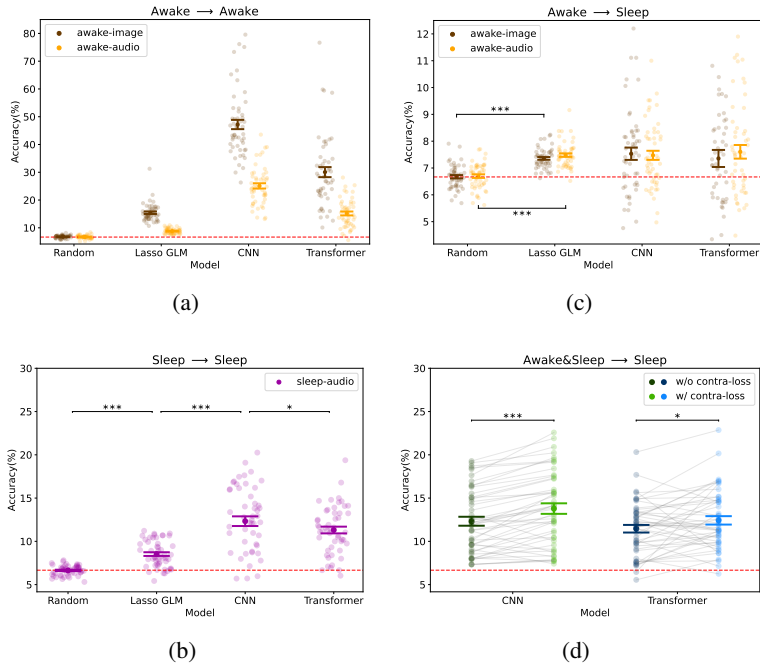 Awake → Awake
awake-image
awake-audio
Accuracy(%)
80
70
60
50
40
30
20
10
Random Lasso GLM CNN Transformer
Model
(a)
Awake → Sleep
awake-image
awake-audio
Accuracy(%)
12
11
10
9
8
7
6
5
***
***
Random Lasso GLM CNN Transformer
Model
(c)
Sleep → Sleep
sleep-audio
Accuracy(%)
30
25
20
15
10
5
*** *** *
Random Lasso GLM CNN Transformer
Model
(b)
Awake&Sleep → Sleep
w/o contra-loss
w/ contra-loss
Accuracy(%)
30
25
20
15
10
5
*** *
CNN Transformer
Model
(d)